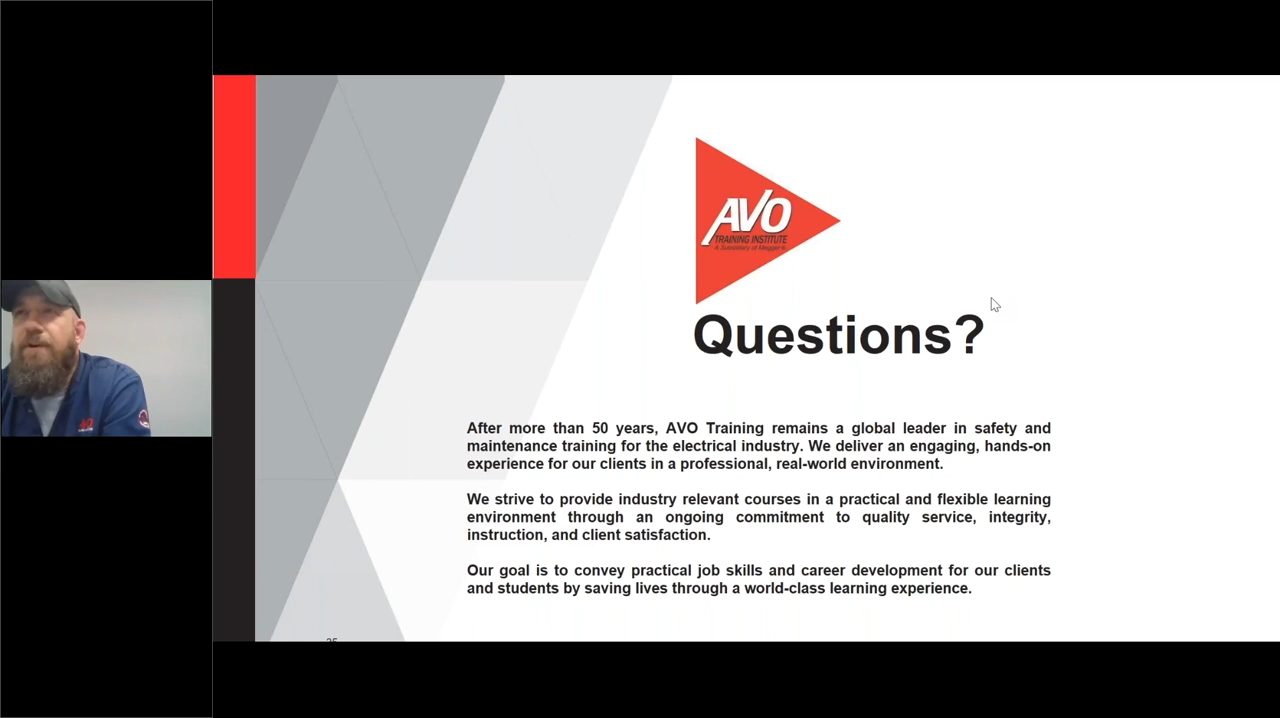 AVO
TRAINING INSTITUTE
A Subsidiary of Megger®
Questions?
After more than 50 years, AVO Training remains a global leader in safety and
maintenance training for the electrical industry. We deliver an engaging, hands-on
experience for our clients in a professional, real-world environment.
We strive to provide industry relevant courses in a practical and flexible learning
environment through an ongoing commitment to quality service, integrity,
instruction, and client satisfaction.
Our goal is to convey practical job skills and career development for our clients
and students by saving lives through a world-class learning experience.
AVO